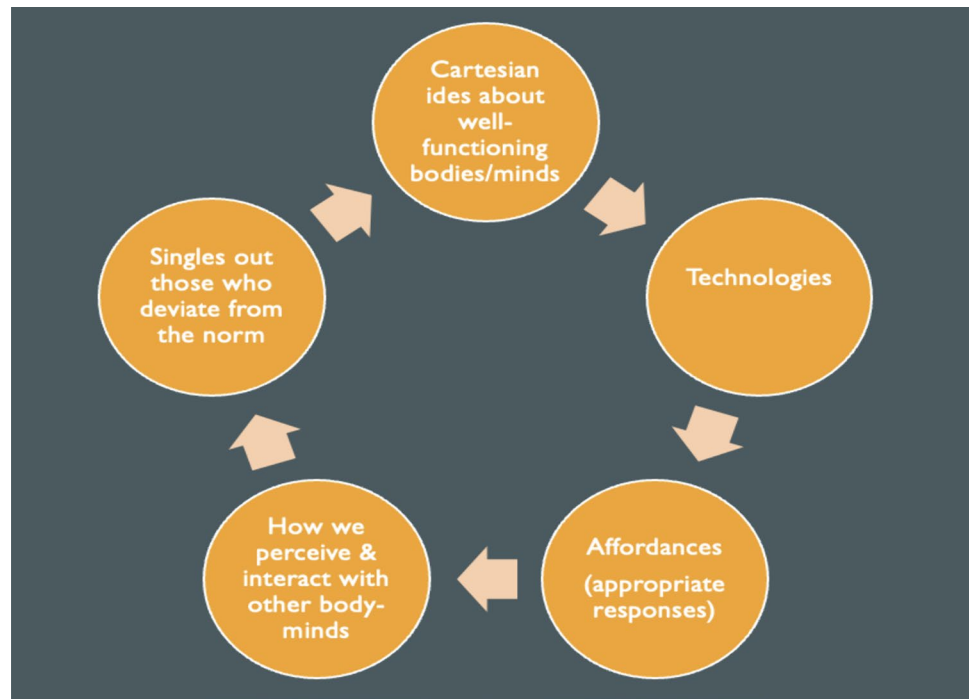 Cartesian
ides about
well-
functioning
bodies/minds
Technologies
Affordances
(appropriate
responses)
How we
perceive &
interact with
other body-
minds
Singles out
those who
deviate from
the norm